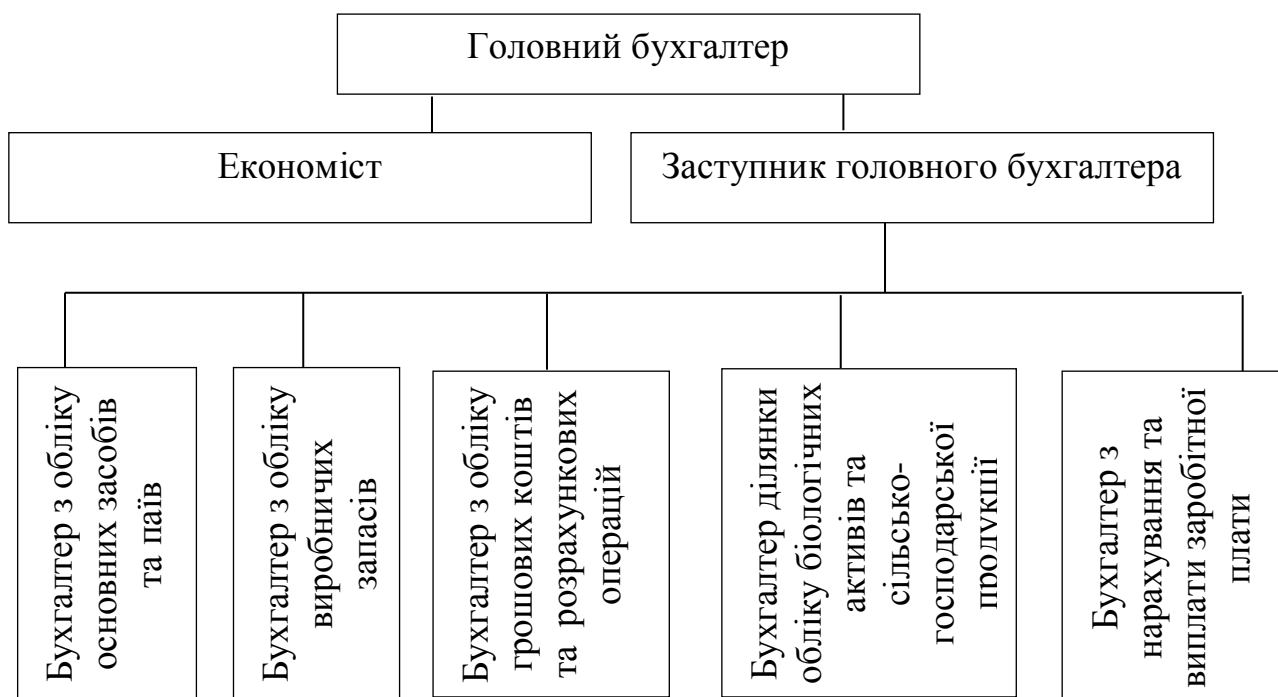 Головний бухгалтер
Економіст
Заступник головного бухгалтера
Бухгалтер з обліку
основних засобів
та паїв
Бухгалтер з обліку
виробничих
запасів
Бухгалтер з обліку
грошових коштів
та розрахункових
операцій
Бухгалтер ділянки
обліку біологічних
активів та
сільсько-
господарської
продукції
Бухгалтер з
нарахування та
виплати заробітної
плати